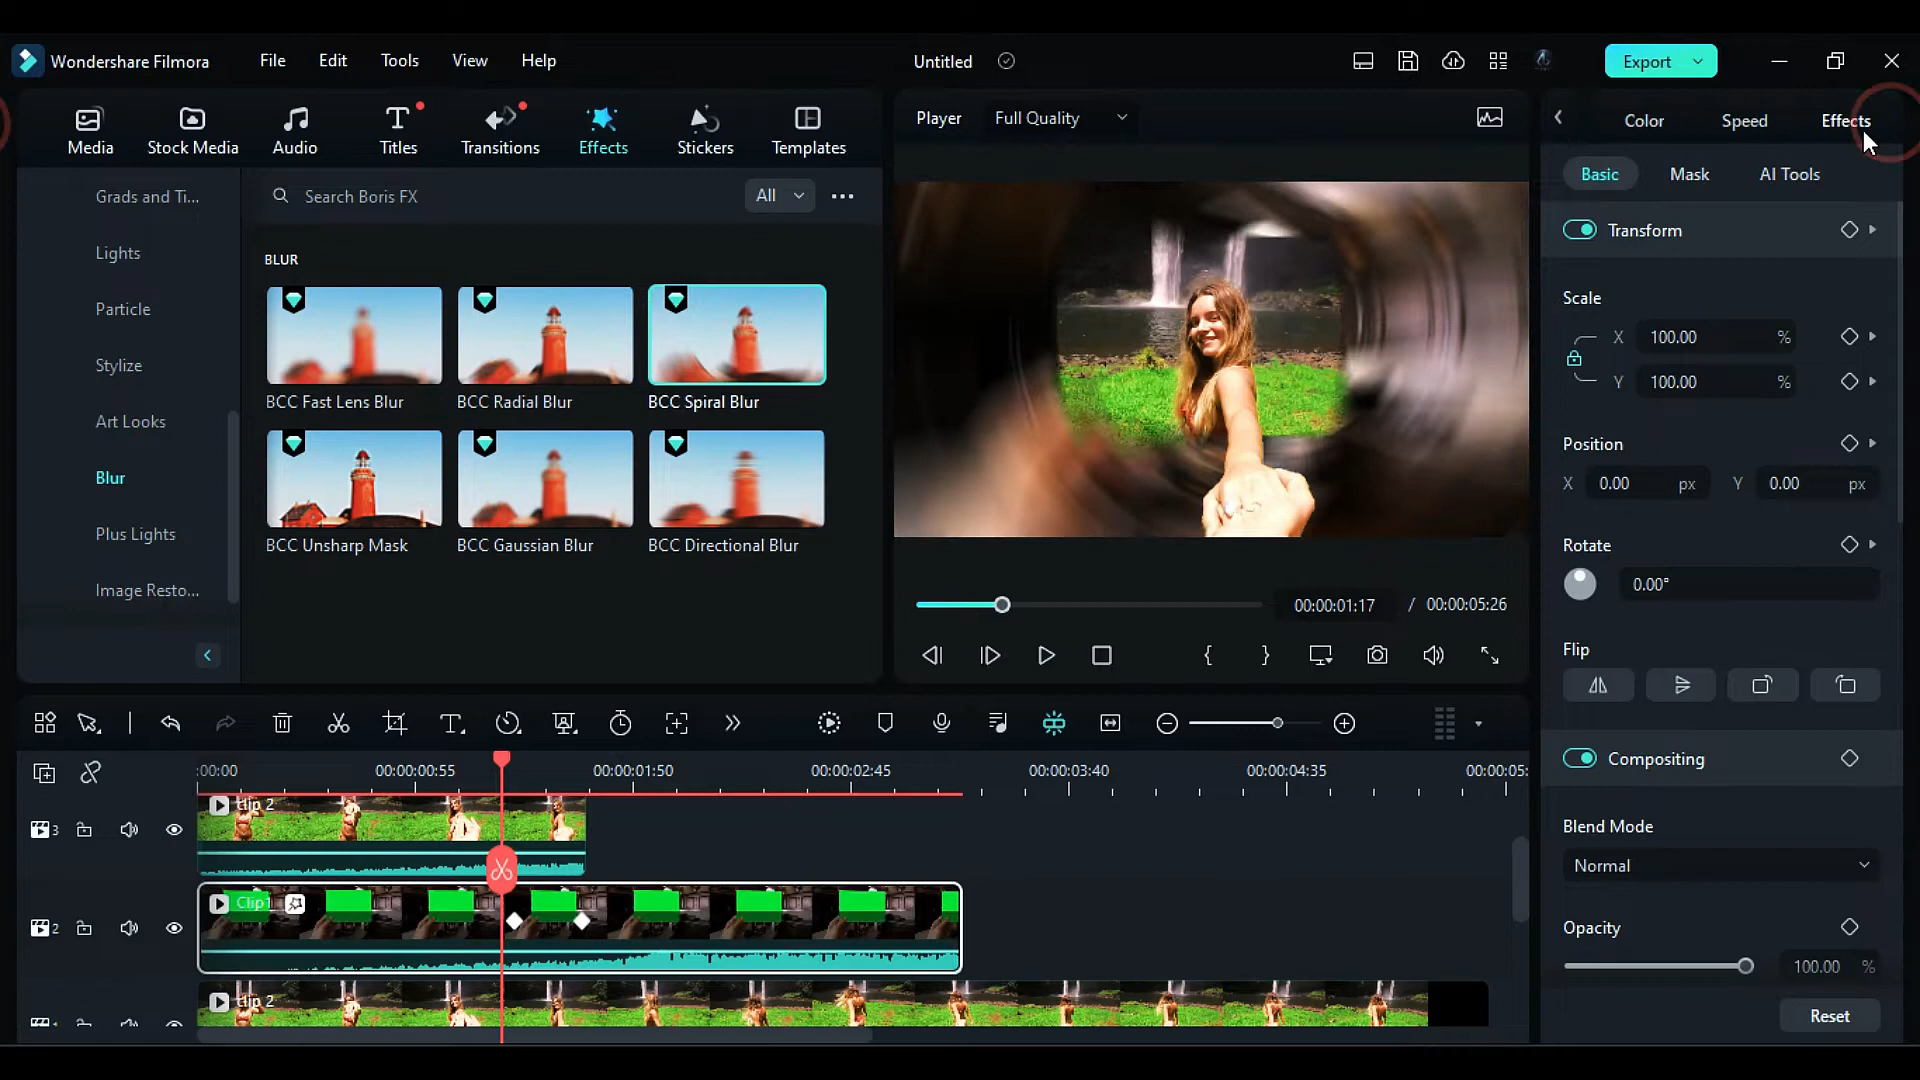 Wondershare Filmora
File
Edit
Tools
View
Help
Untitled
Export
Media
Stock Media
Audio
Titles
Transitions
Effects
Stickers
Templates
Player
Full Quality
Color
Speed
Effects
Grads and Ti...
Lights
Particle
Stylize
Art Looks
Blur
Plus Lights
Image Resto...
Search Boris FX
All
BLUR
BCC Fast Lens Blur
BCC Radial Blur
BCC Spiral Blur
BCC Unsharp Mask
BCC Gaussian Blur
BCC Directional Blur
00:00:01:17 / 00:00:05:26
Basic
Mask
AI Tools
Transform
Scale
X 100.00 %
Y 100.00 %
Position
X 0.00 px Y 0.00 px
Rotate
0.00°
Flip
Compositing
Blend Mode
Normal
Opacity
100.00 %
Reset
:00:00
00:00:00:55
00:00:01:50
00:00:02:45
00:00:03:40
00:00:04:35
00:00:05:
3
Clip 2
2
Clip1
Clip 2